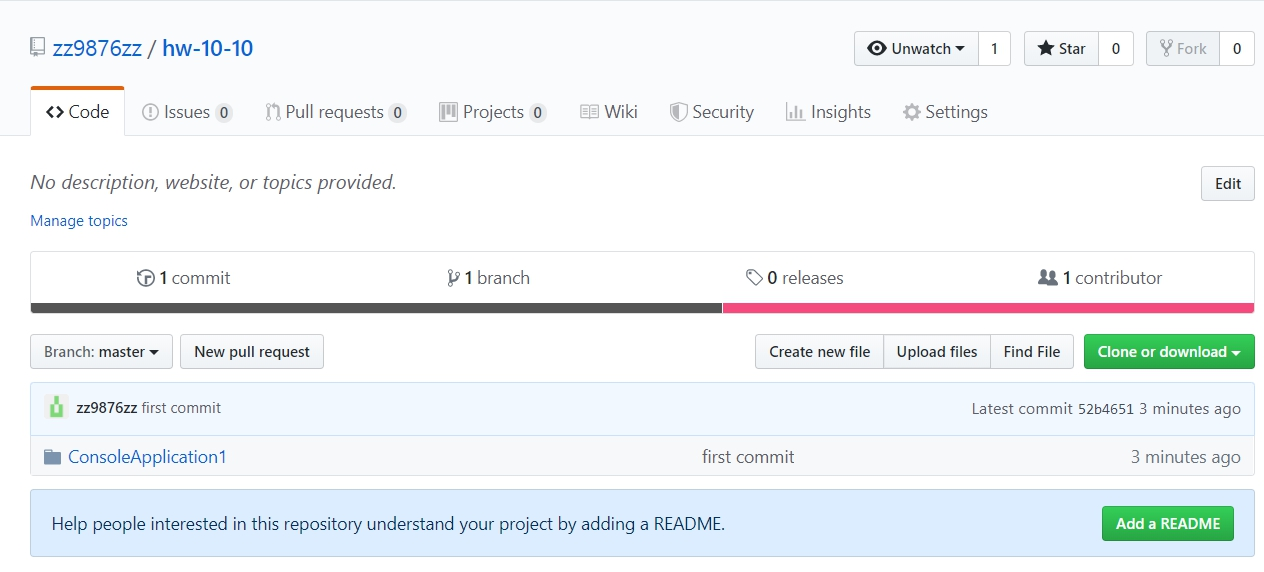 zz9876zz / hw-10-10
Unwatch 1 Star 0 Fork 0
Code Issues 0 Pull requests 0 Projects 0 Wiki Security Insights Settings
No description, website, or topics provided.
Edit
Manage topics
1 commit 1 branch 0 releases 1 contributor
Branch: master New pull request Create new file Upload files Find File Clone or download
zz9876zz first commit Latest commit 52b4651 3 minutes ago
ConsoleApplication1 first commit 3 minutes ago
Help people interested in this repository understand your project by adding a README. Add a README